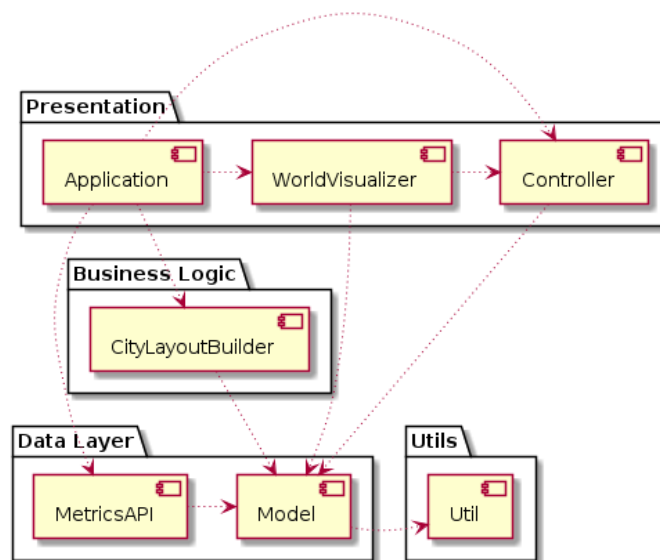 Presentation
Application
WorldVisualizer
Controller
Business Logic
CityLayoutBuilder
Data Layer
Utils
MetricsAPI
Model
Util